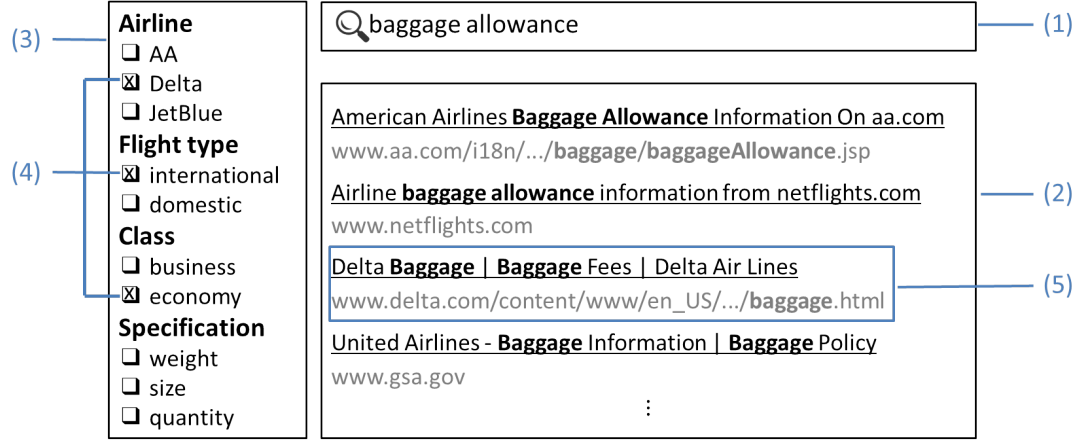 (3)
Airline
AA
Delta
JetBlue
Flight type
(4)
international
domestic
Class
business
economy
Specification
weight
size
quantity
baggage allowance
(1)
American Airlines Baggage Allowance Information On aa.com
www.aa.com/i18n/.../baggage/baggageAllowance.jsp
Airline baggage allowance information from netflights.com
(2)
www.netflights.com
Delta Baggage | Baggage Fees | Delta Air Lines
www.delta.com/content/www/en_US/.../baggage.html
(5)
United Airlines - Baggage Information | Baggage Policy
www.gsa.gov
⋮